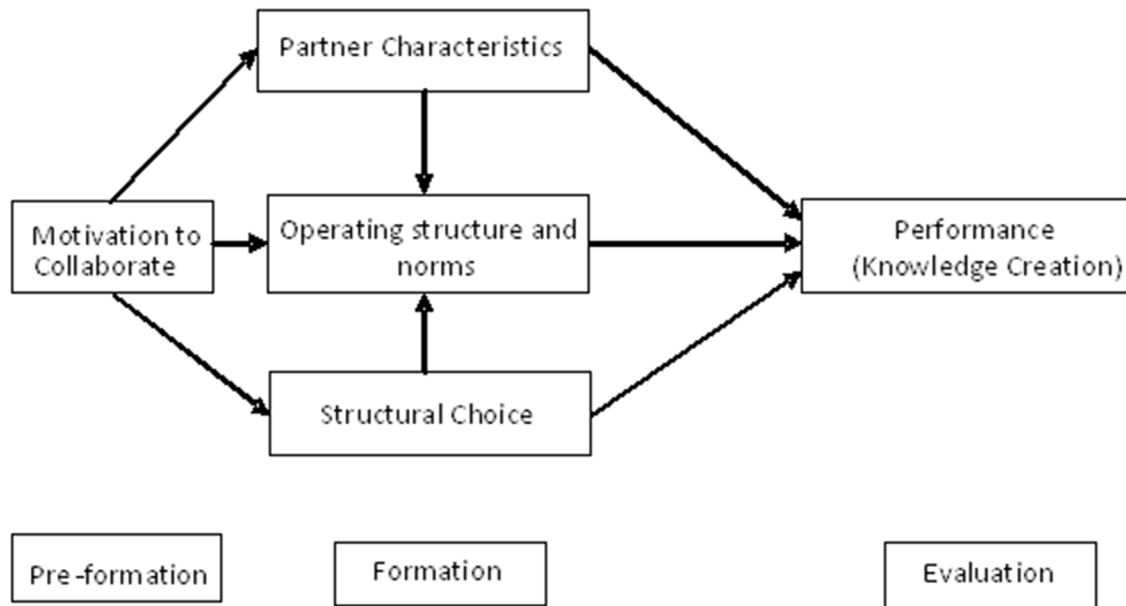 Partner Characteristics
Motivation to
Collaborate
Operating structure and
norms
Performance
(Knowledge Creation)
Structural Choice
Pre-formation
Formation
Evaluation